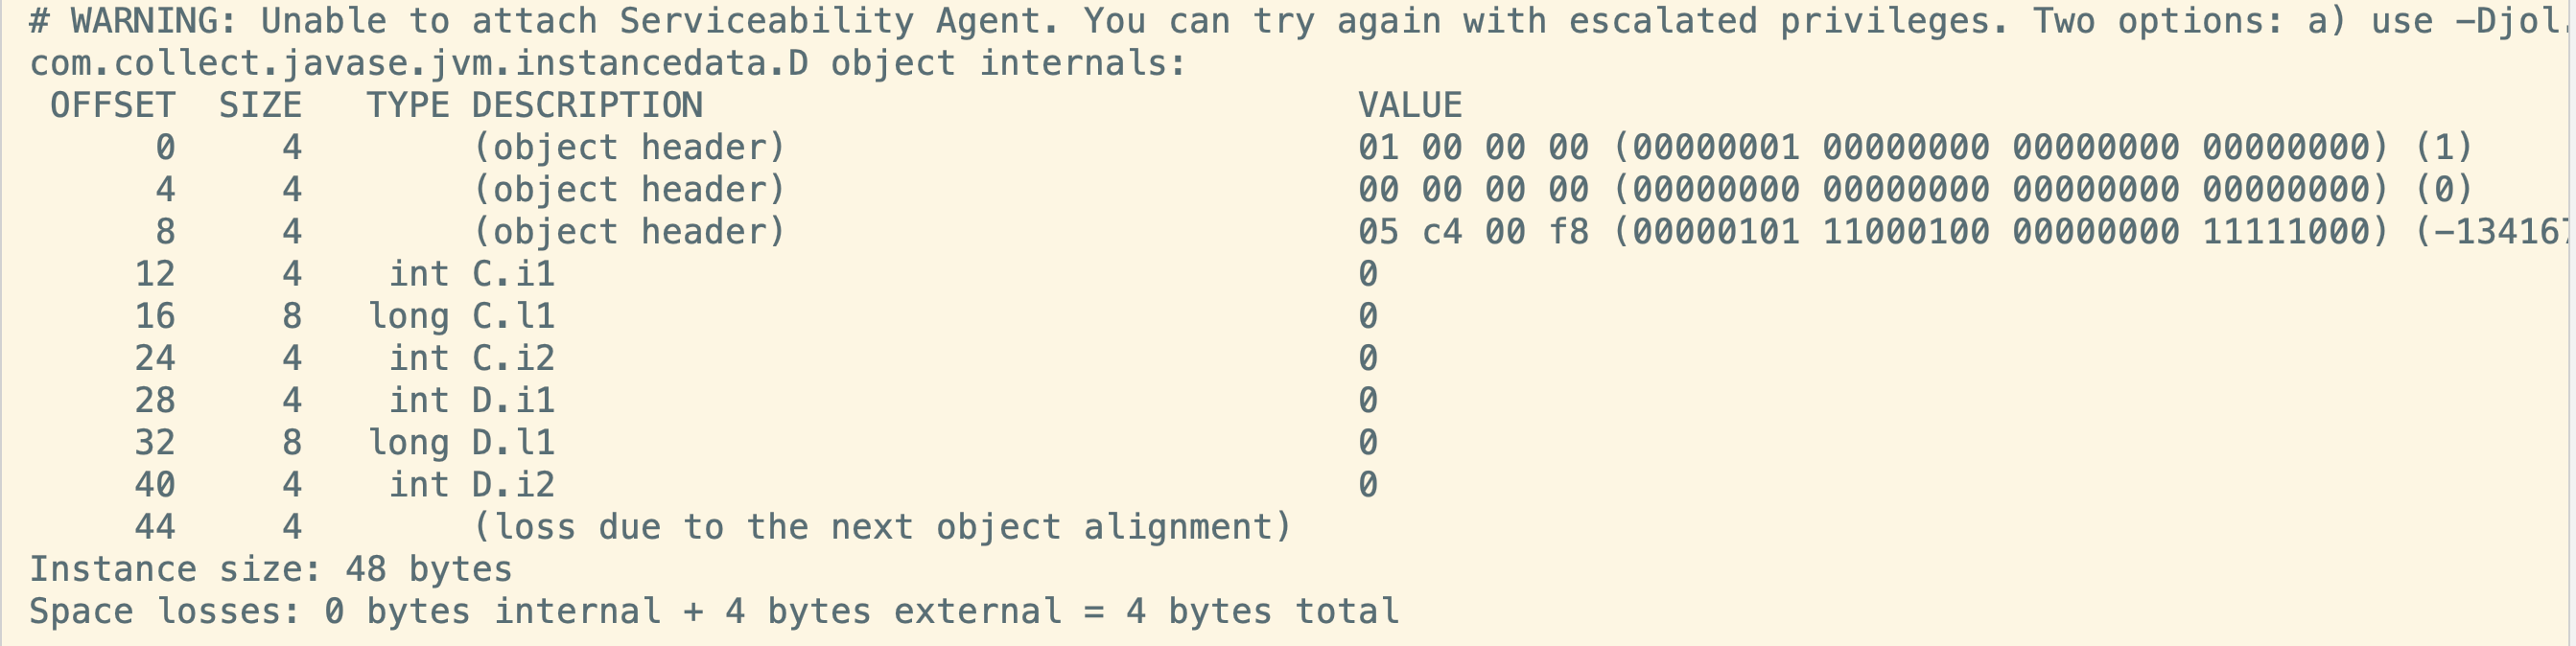 # WARNING: Unable to attach Serviceability Agent. You can try again with escalated privileges. Two options: a) use -Djol.
com.collect.javase.jvm.instancedata.D object internals:
 OFFSET  SIZE   TYPE DESCRIPTION                               VALUE
      0     4        (object header)                           01 00 00 00 (00000001 00000000 00000000 00000000) (1)
      4     4        (object header)                           00 00 00 00 (00000000 00000000 00000000 00000000) (0)
      8     4        (object header)                           05 c4 00 f8 (00000101 11000100 00000000 11111000) (-134167
     12     4    int C.i1                                      0
     16     8   long C.l1                                      0
     24     4    int C.i2                                      0
     28     4    int D.i1                                      0
     32     8   long D.l1                                      0
     40     4    int D.i2                                      0
     44     4        (loss due to the next object alignment)
Instance size: 48 bytes
Space losses: 0 bytes internal + 4 bytes external = 4 bytes total